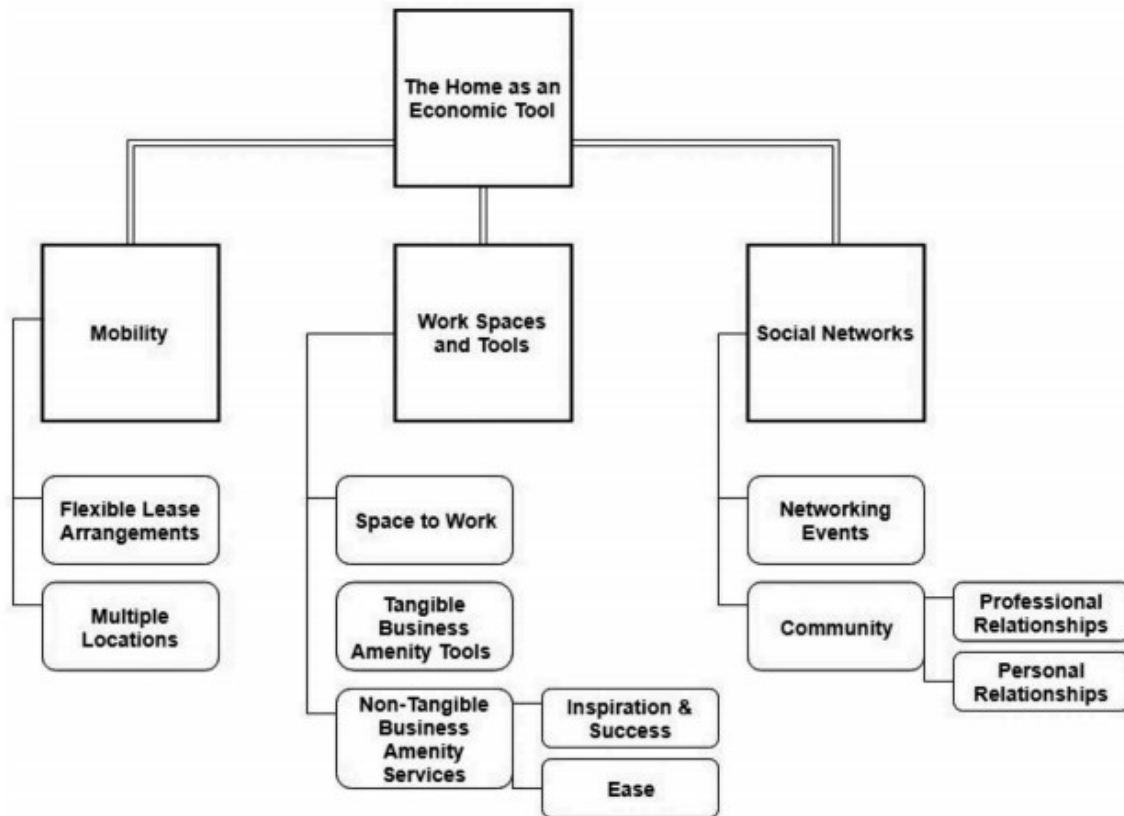 The Home as an
Economic Tool
Mobility
Work Spaces
and Tools
Social Networks
Flexible Lease
Arrangements
Multiple
Locations
Space to Work
Tangible
Business
Amenity Tools
Non-Tangible
Business
Amenity
Services
Inspiration &
Success
Ease
Networking
Events
Community
Professional
Relationships
Personal
Relationships